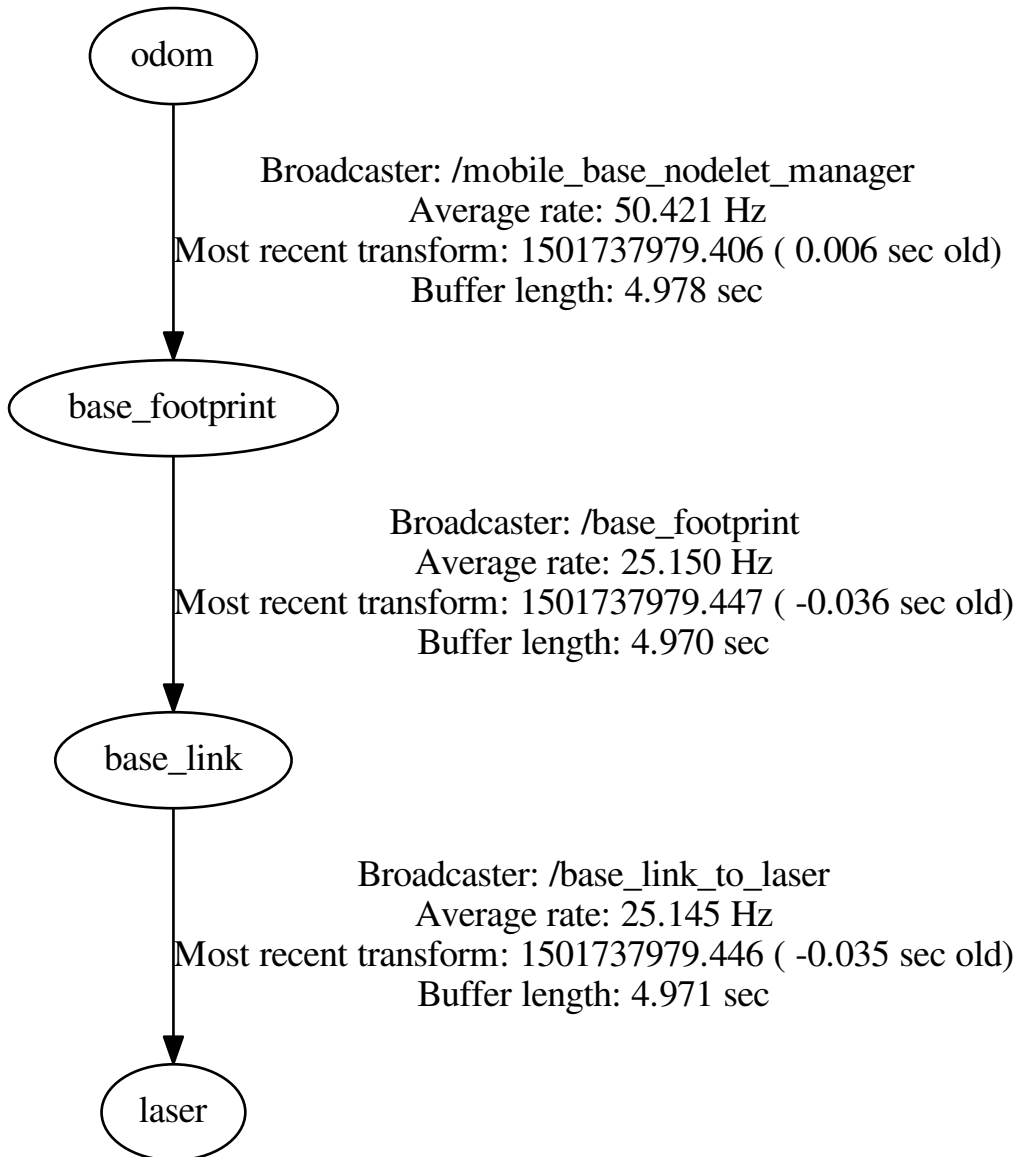 odom
Broadcaster: /mobile_base_nodelet_manager
Average rate: 50.421 Hz
Most recent transform: 1501737979.406 ( 0.006 sec old)
Buffer length: 4.978 sec
base_footprint
Broadcaster: /base_footprint
Average rate: 25.150 Hz
Most recent transform: 1501737979.447 ( -0.036 sec old)
Buffer length: 4.970 sec
base_link
Broadcaster: /base_link_to_laser
Average rate: 25.145 Hz
Most recent transform: 1501737979.446 ( -0.035 sec old)
Buffer length: 4.971 sec
laser